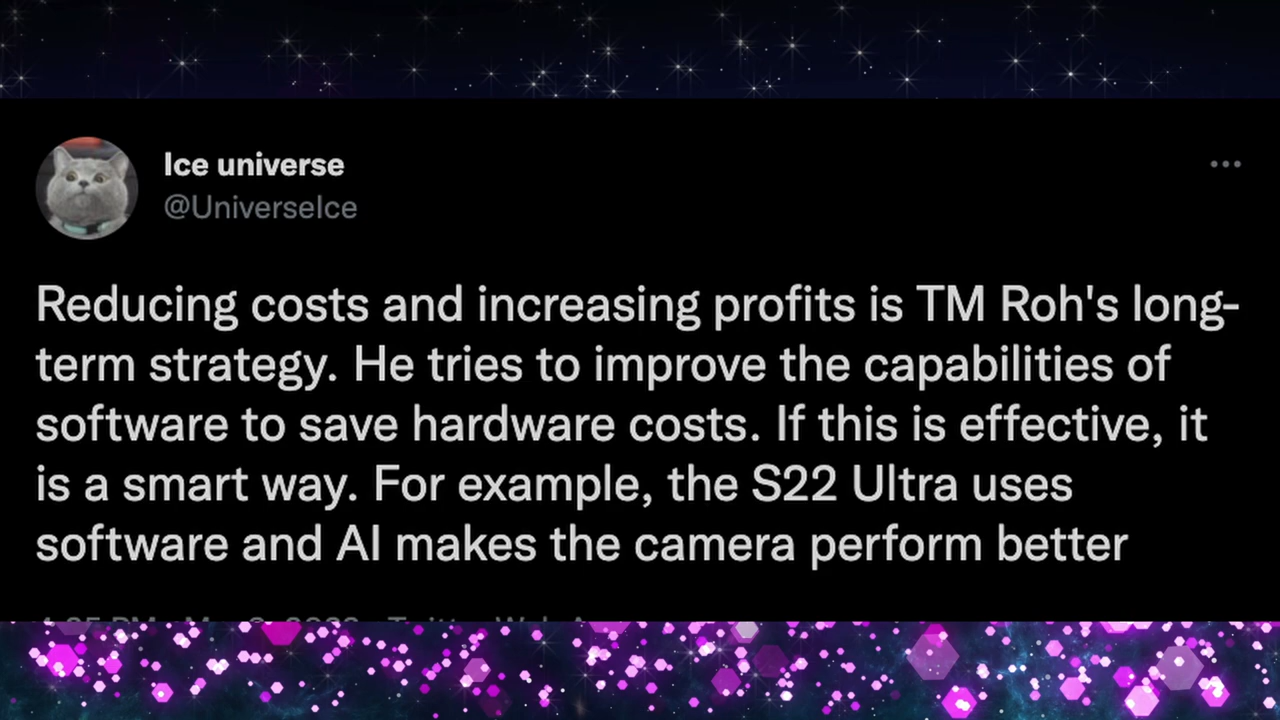 Ice universe
@UniverseIce
Reducing costs and increasing profits is TM Roh's long-
term strategy. He tries to improve the capabilities of
software to save hardware costs. If this is effective, it
is a smart way. For example, the S22 Ultra uses
software and AI makes the camera perform better